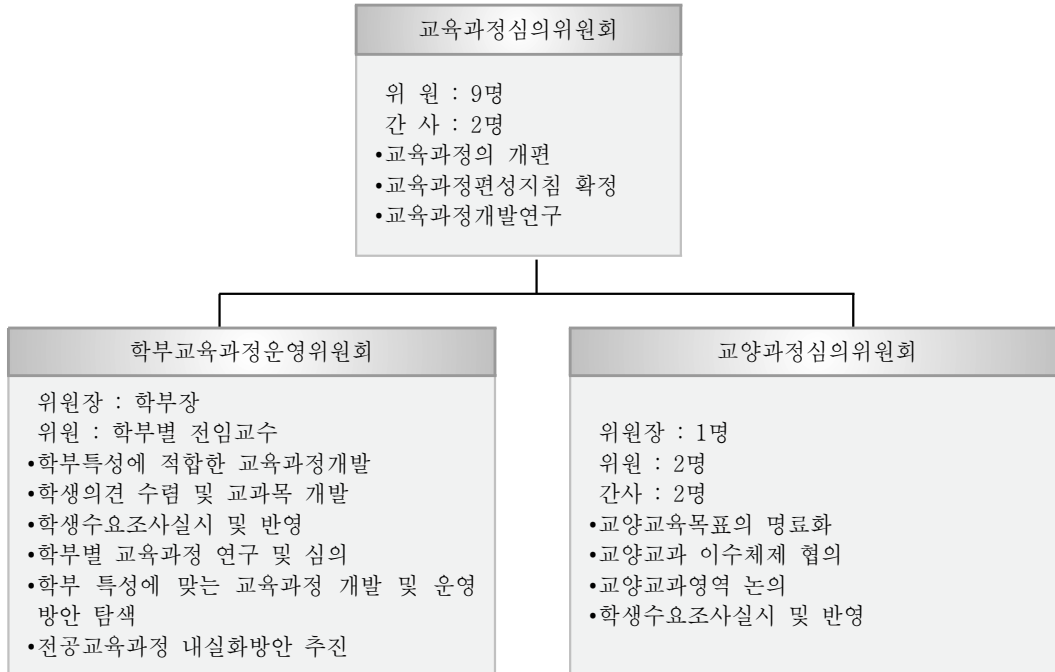 교육과정심의위원회
위 원 : 9명
간 사 : 2명
•교육과정의 개편
•교육과정편성지침 확정
•교육과정개발연구
학부교육과정운영위원회
위원장 : 학부장
위원 : 학부별 전임교수
•학부특성에 적합한 교육과정개발
•학생의견 수렴 및 교과목 개발
•학생수요조사실시 및 반영
•학부별 교육과정 연구 및 심의
•학부 특성에 맞는 교육과정 개발 및 운영
방안 탐색
•전공교육과정 내실화방안 추진
교양과정심의위원회
위원장 : 1명
위원 : 2명
간사 : 2명
•교양교육목표의 명료화
•교양교과 이수체제 협의
•교양교과영역 논의
•학생수요조사실시 및 반영